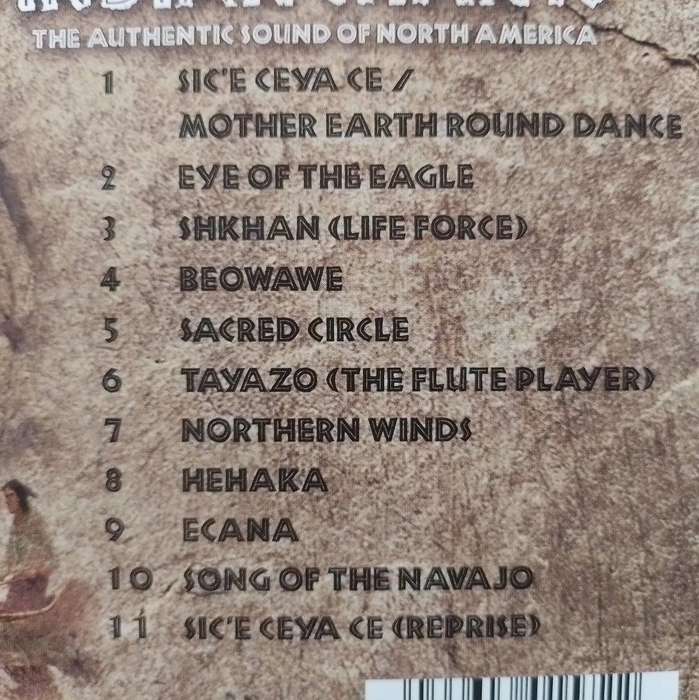 THE AUTHENTIC SOUND OF NORTH AMERICA
1 SIC'E CEYA CE /
MOTHER EARTH ROUND DANCE
2 EYE OF THE EAGLE
3 SHKHAN (LIFE FORCE)
4 BEOWAWE
5 SACRED CIRCLE
6 TAYAZO (THE FLUTE PLAYER)
7 NORTHERN WINDS
8 HEHAKA
9 ECANA
10 SONG OF THE NAVAJO
11 SIC'E CEYA CE (REPRISE)